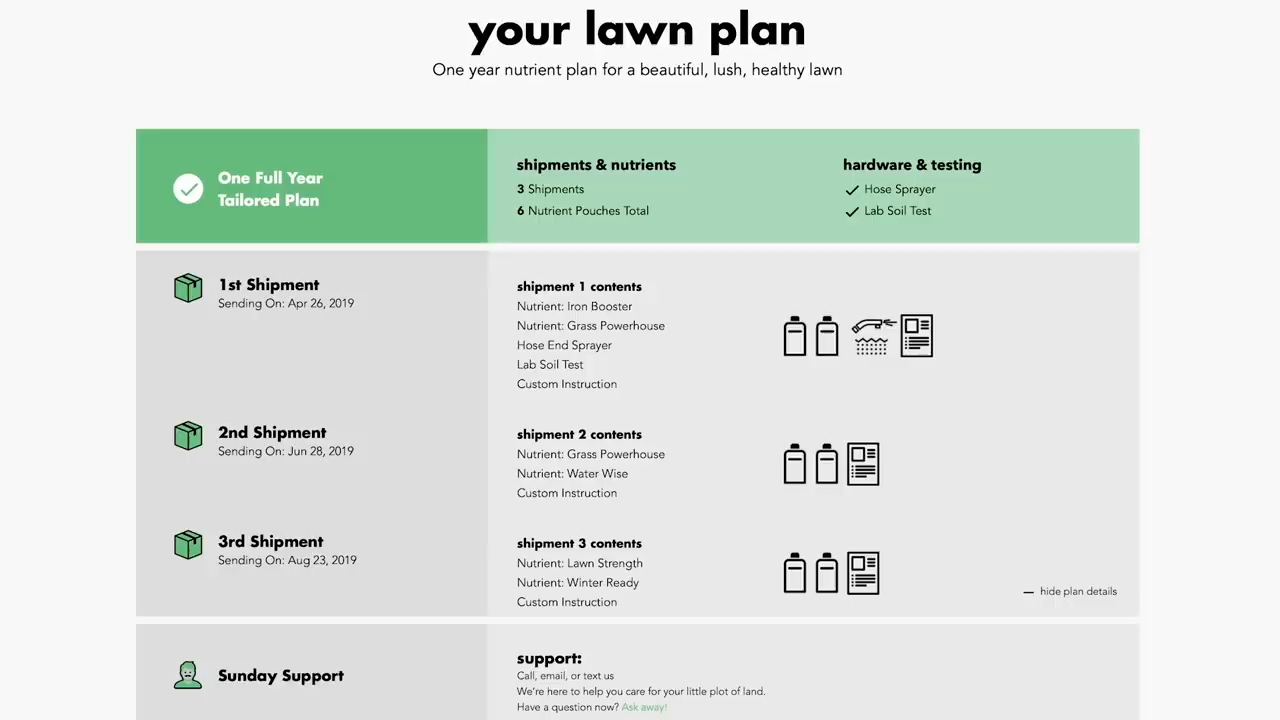 your lawn plan
One year nutrient plan for a beautiful, lush, healthy lawn
One Full Year
Tailored Plan
shipments & nutrients
3 Shipments
6 Nutrient Pouches Total
hardware & testing
Hose Sprayer
Lab Soil Test
1st Shipment
Sending On: Apr 26, 2019
shipment 1 contents
Nutrient: Iron Booster
Nutrient: Grass Powerhouse
Hose End Sprayer
Lab Soil Test
Custom Instruction
2nd Shipment
Sending On: Jun 28, 2019
shipment 2 contents
Nutrient: Grass Powerhouse
Nutrient: Water Wise
Custom Instruction
3rd Shipment
Sending On: Aug 23, 2019
shipment 3 contents
Nutrient: Lawn Strength
Nutrient: Winter Ready
Custom Instruction
— hide plan details
Sunday Support
support:
Call, email, or text us
We're here to help you care for your little plot of land.
Have a question now? Ask away!